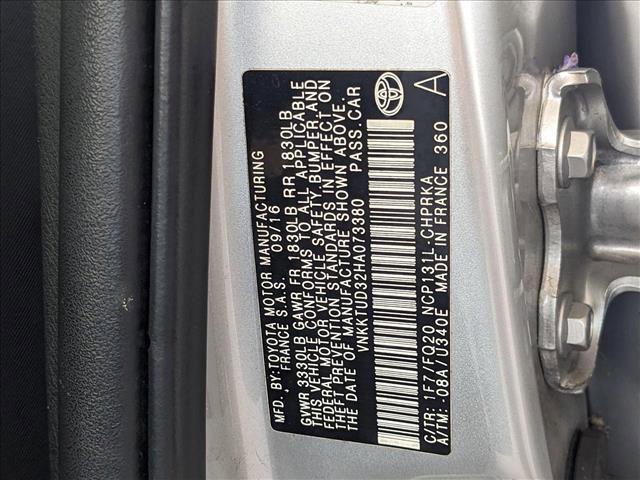 MFD. BY:TOYOTA MOTOR MANUFACTURING
FRANCE S.A.S. 09/16
GVWR 3330LB GAWR FR 1830LB RR 1830LB
THIS VEHICLE CONFORMS TO ALL APPLICABLE
FEDERAL MOTOR VEHICLE SAFETY, BUMPER, AND
THEFT PREVENTION STANDARDS IN EFFECT ON
THE DATE OF MANUFACTURE SHOWN ABOVE.
VNKKTUD32HA073380 PASS.CAR
C/TR: 1F7/FQ20 NCP131L-CHPRKA
A/TM: -08A/U340E MADE IN FRANCE 360
A